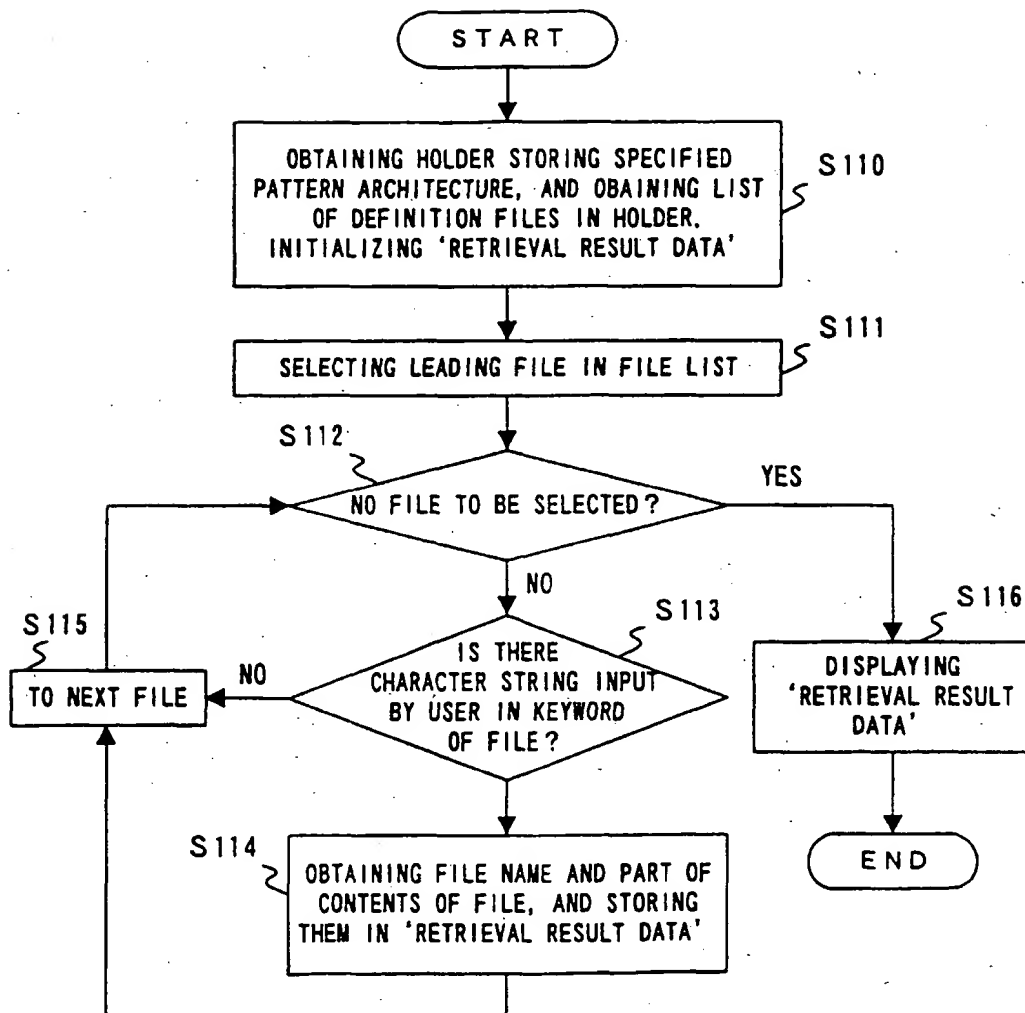 START
OBTAINING HOLDER STORING SPECIFIED
PATTERN ARCHITECTURE, AND OBAINING LIST
OF DEFINITION FILES IN HOLDER.
INITIALIZING 'RETRIEVAL RESULT DATA'
S110
S111
SELECTING LEADING FILE IN FILE LIST
S112
NO FILE TO BE SELECTED?
YES
NO
S113
S116
S115
IS THERE
CHARACTER STRING INPUT
BY USER IN KEYWORD
OF FILE?
NO
TO NEXT FILE
DISPLAYING
'RETRIEVAL RESULT
DATA'
S114
OBTAINING FILE NAME AND PART OF
CONTENTS OF FILE, AND STORING
THEM IN 'RETRIEVAL RESULT DATA'
END